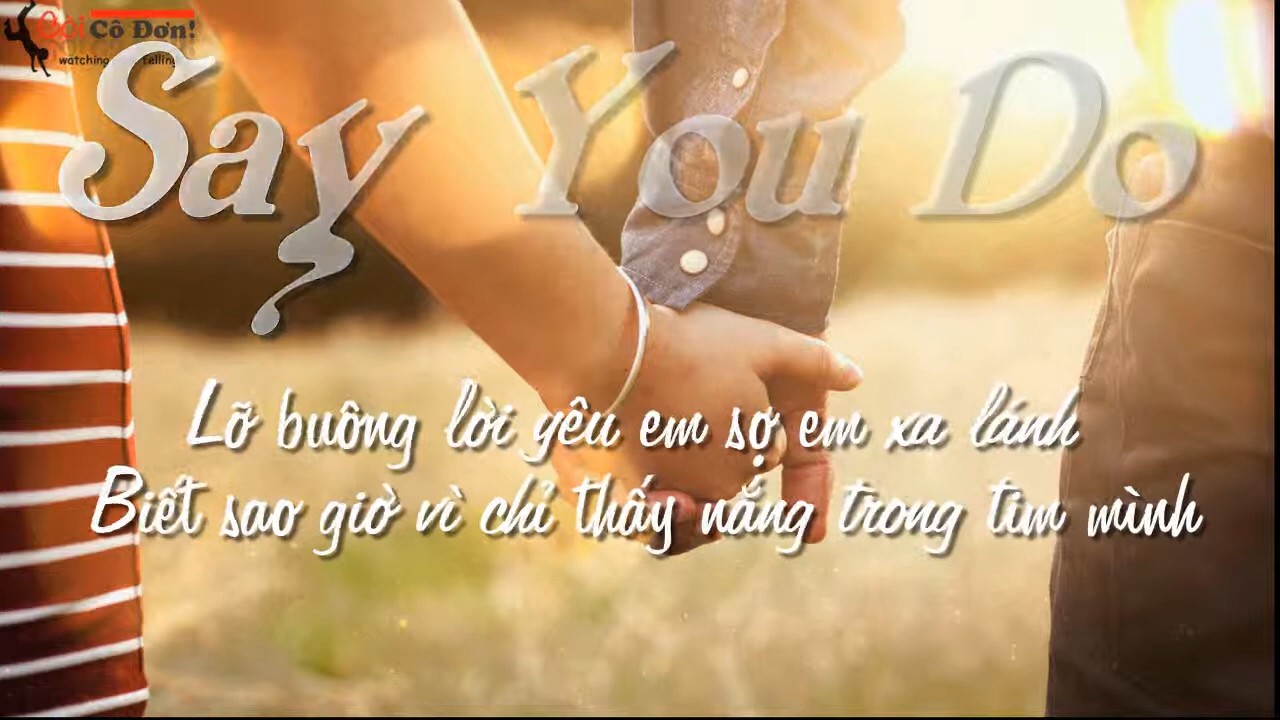 Cô Đơn!
watching
Say You Do
Lỡ buông lời yêu em sợ em xa lánh
Biết sao giờ vì chỉ thấy nắng trong tim mình